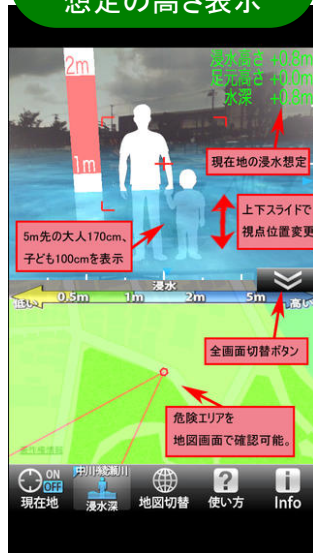 想定の高さ表示
2m
浸水高さ +0.8m
足元高さ +0.0m
水深 +0.8m
1m
現在地の浸水想定
上下スライドで
視点位置変更
5m先の大人170cm、
子ども100cmを表示
浸水
低い 0.5m 1m 2m 5m 高い
全画面切替ボタン
危険エリアを
地図画面で確認可能。
著作権情報
ON
OFF
現在地
中川・綾瀬川
浸水深
地図切替
?
使い方
i
Info